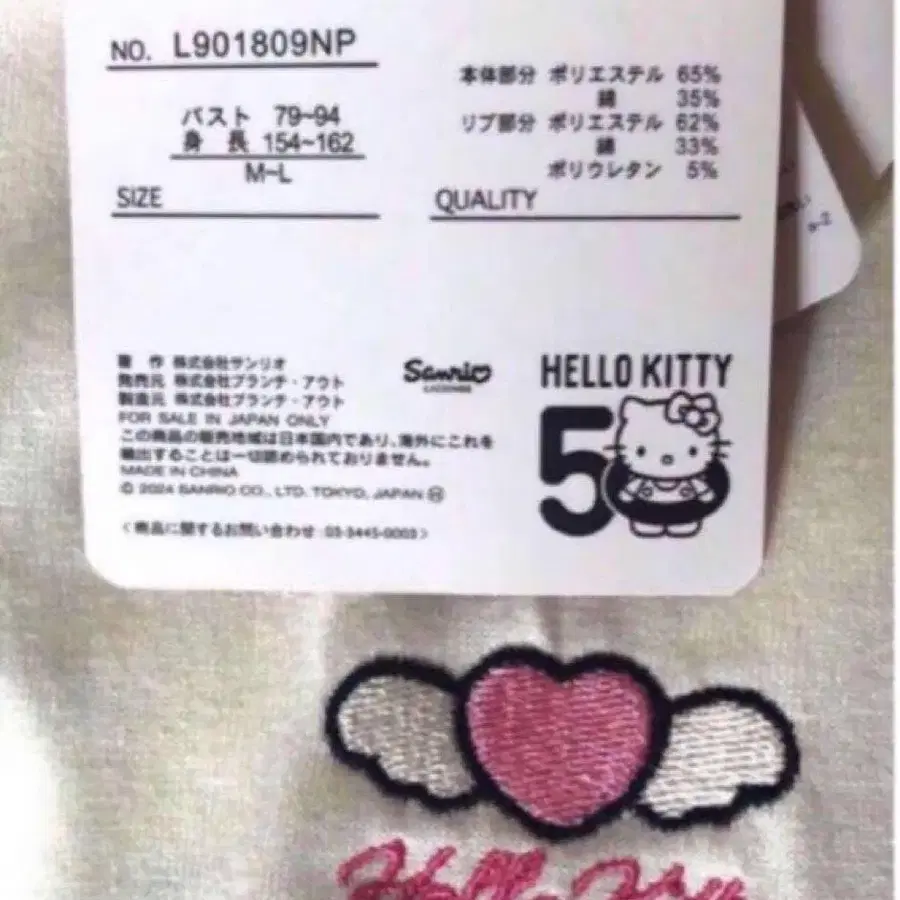 NO. L901809NP
バスト 79~94
身長 154~162
M~L
SIZE
本体部分 ポリエステル 65%
綿 35%
リブ部分 ポリエステル 62%
綿 33%
ポリウレタン 5%
QUALITY
著作 株式会社サンリオ
発売元 株式会社ブランチ・アウト
製造元 株式会社ブランチ・アウト
FOR SALE IN JAPAN ONLY
この商品の販売地域は日本国内であり、海外にこれを
輸出することは一切認められておりません。
MADE IN CHINA
© 2024 SANRIO CO., LTD. TOKYO, JAPAN Ⓗ
〈商品に関するお問い合わせ:03-3445-0003〉
Sanrio
LICENSE
HELLO KITTY
50
Hello Kitty